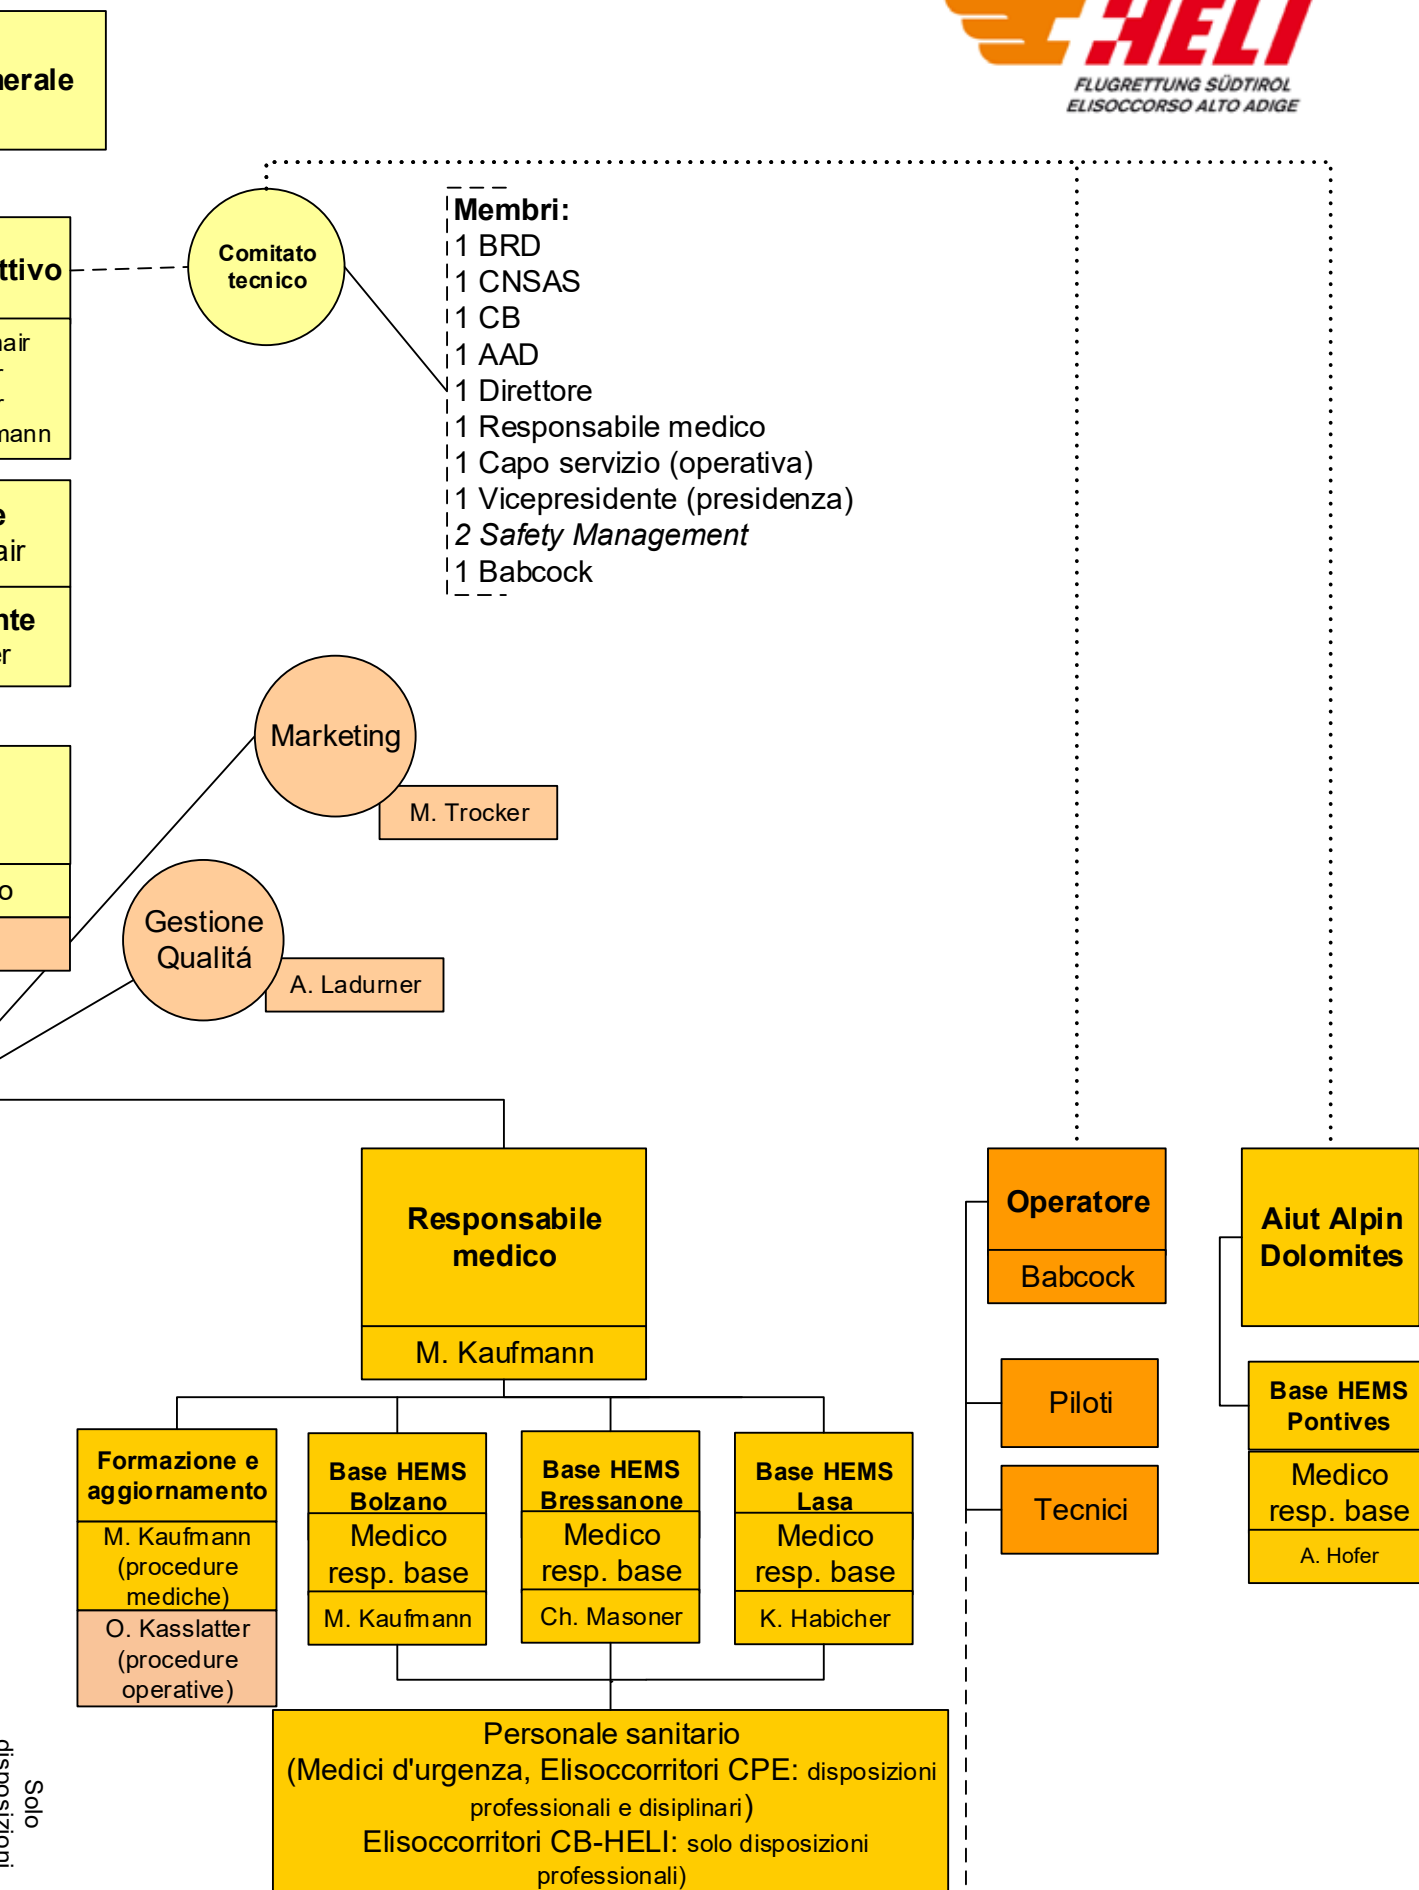 HELI
FLUGRETTUNG SÜDTIROL
ELISOCCORSO ALTO ADIGE
nerale
ttivo
air
mann
e
air
nte
er
o
Comitato
tecnico
Membri:
1 BRD
1 CNSAS
1 CB
1 AAD
1 Direttore
1 Responsabile medico
1 Capo servizio (operativa)
1 Vicepresidente (presidenza)
2 Safety Management
1 Babcock
Marketing
M. Trocker
Gestione
Qualitá
A. Ladurner
Responsabile
medico
M. Kaufmann
Formazione e
aggiornamento
M. Kaufmann
(procedure
mediche)
O. Kasslatter
(procedure
operative)
Base HEMS
Bolzano
Medico
resp. base
M. Kaufmann
Base HEMS
Bressanone
Medico
resp. base
Ch. Masoner
Base HEMS
Lasa
Medico
resp. base
K. Habicher
Personale sanitario
(Medici d'urgenza, Elisoccorritori CPE: disposizioni
professionali e disiplinari)
Elisoccorritori CB-HELI: solo disposizioni
professionali)
Operatore
Babcock
Piloti
Tecnici
Aiut Alpin
Dolomites
Base HEMS
Pontives
Medico
resp. base
A. Hofer
Solo
disposizioni